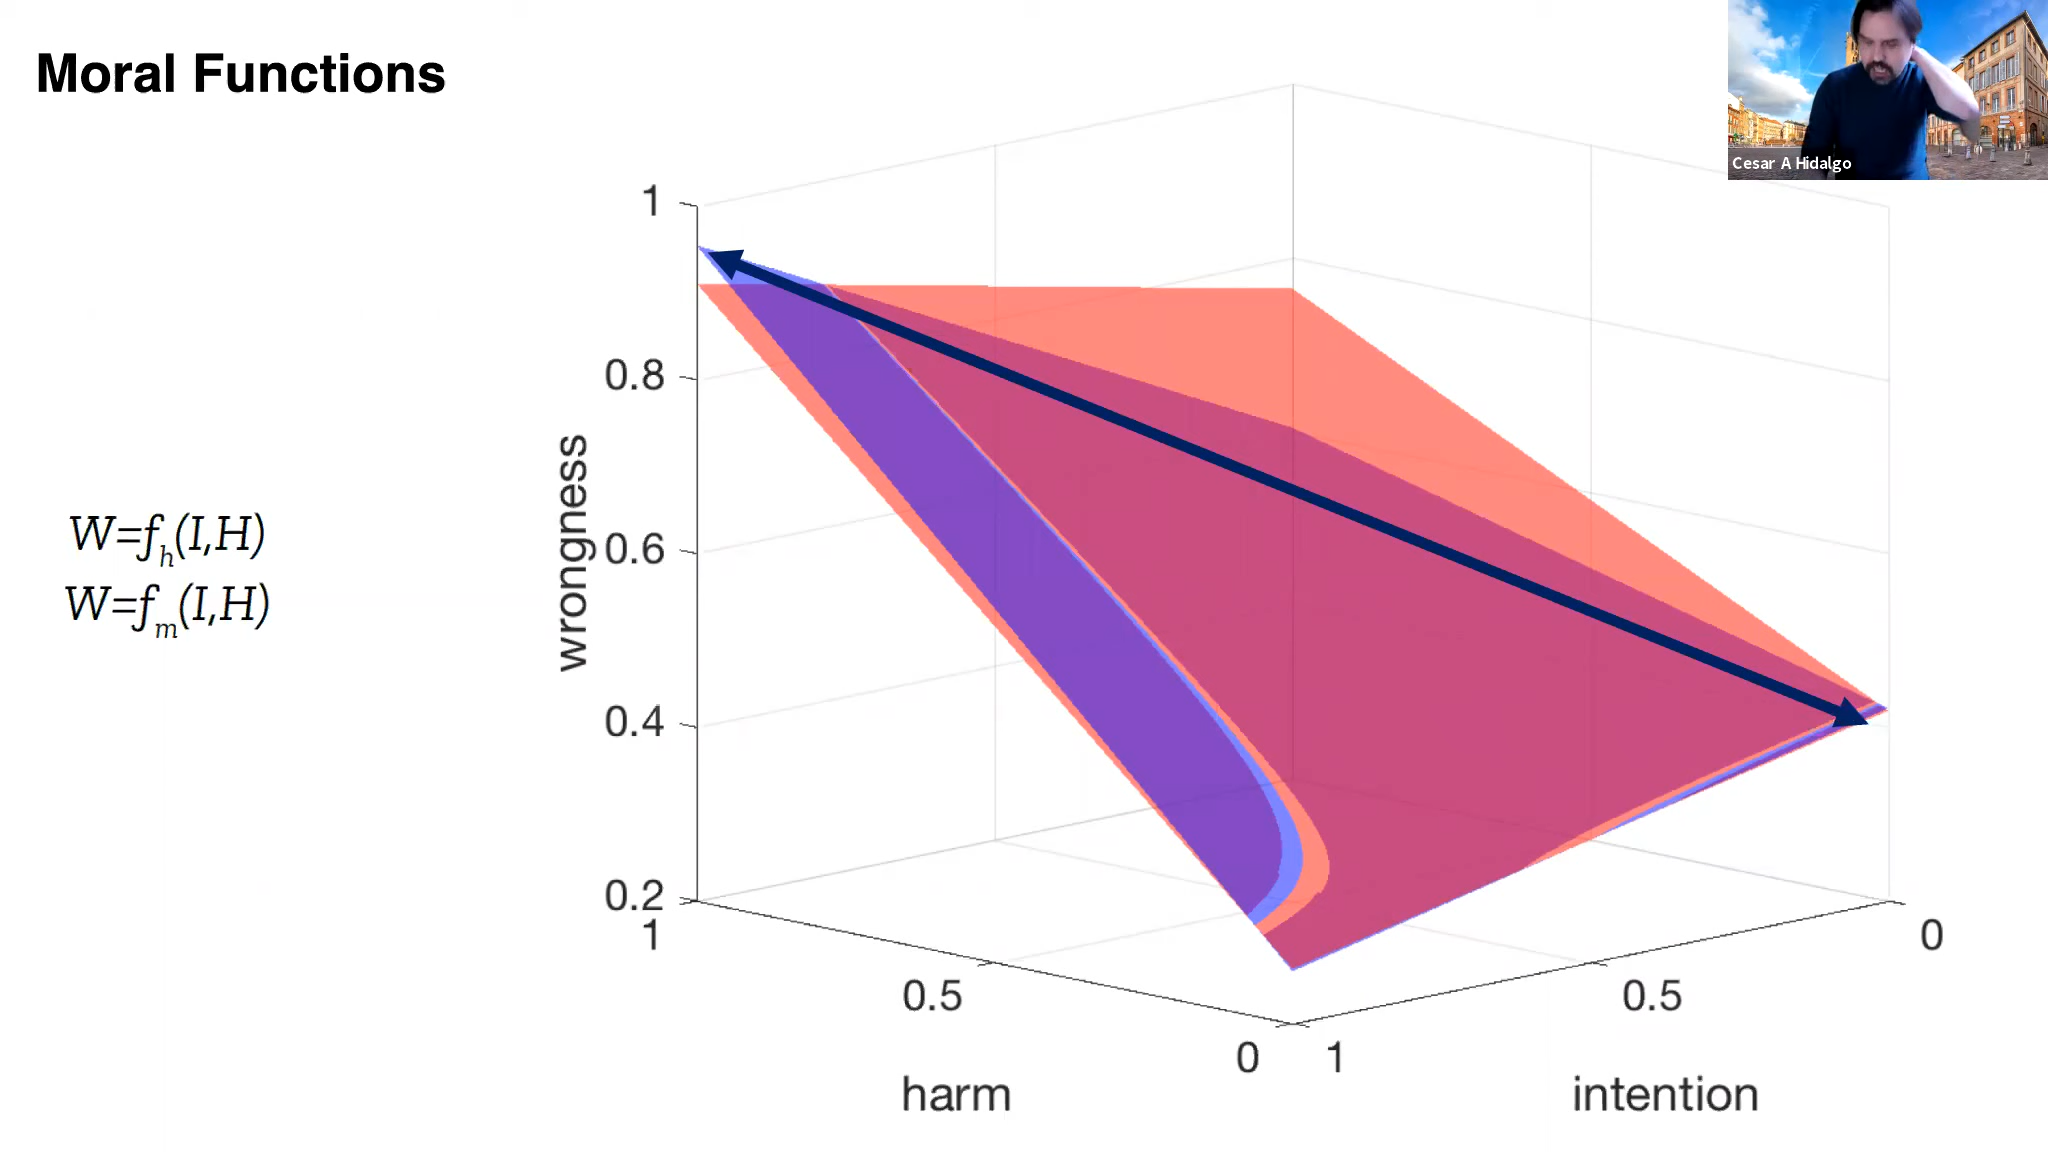 Moral Functions
Cesar A Hidalgo
W=fh(I,H)
W=fm(I,H)
wrongness
1
0.8
0.6
0.4
0.2
1
0.5
0
harm
1
0.5
0
intention